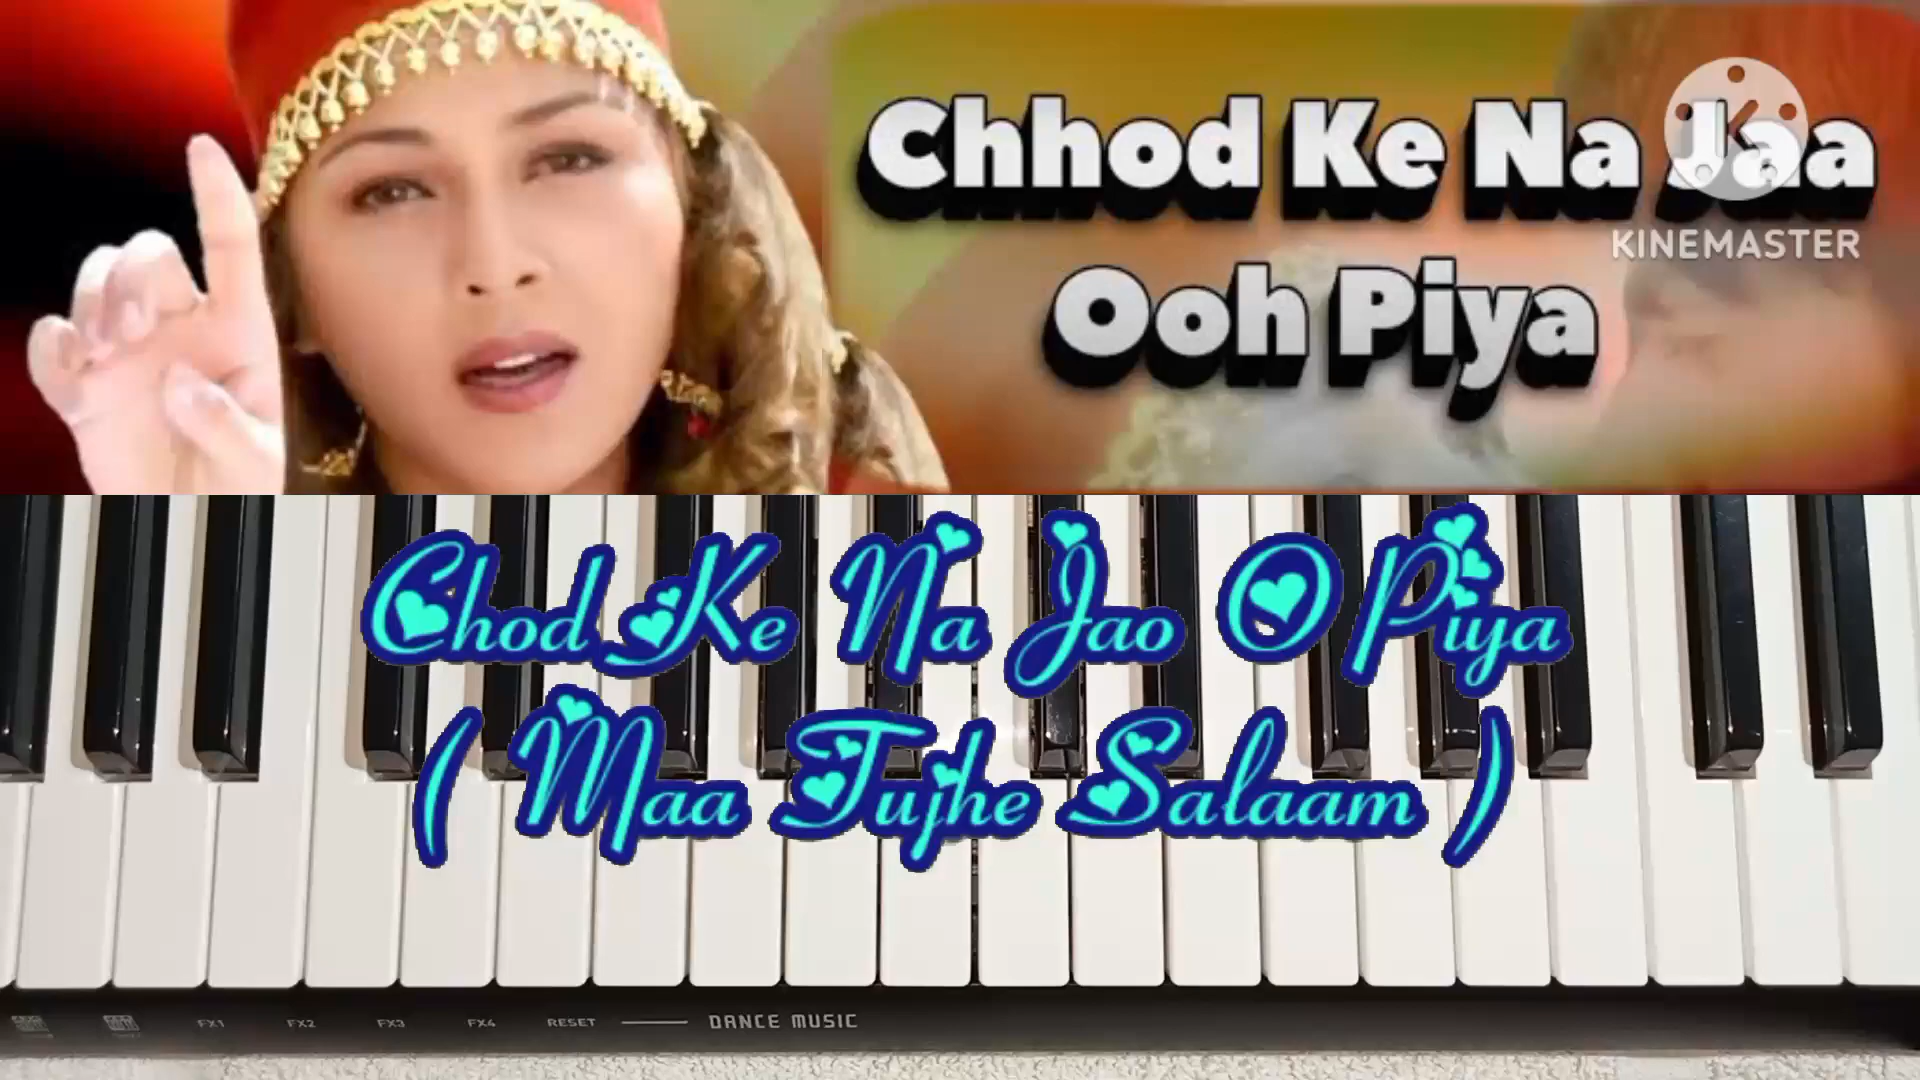 Chhod Ke Na Jaa
KINEMASTER
Ooh Piya
Chod Ke Na Jao O Piya
( Maa Tujhe Salaam )
FX1 FX2 FX3 FX4 RESET DANCE MUSIC